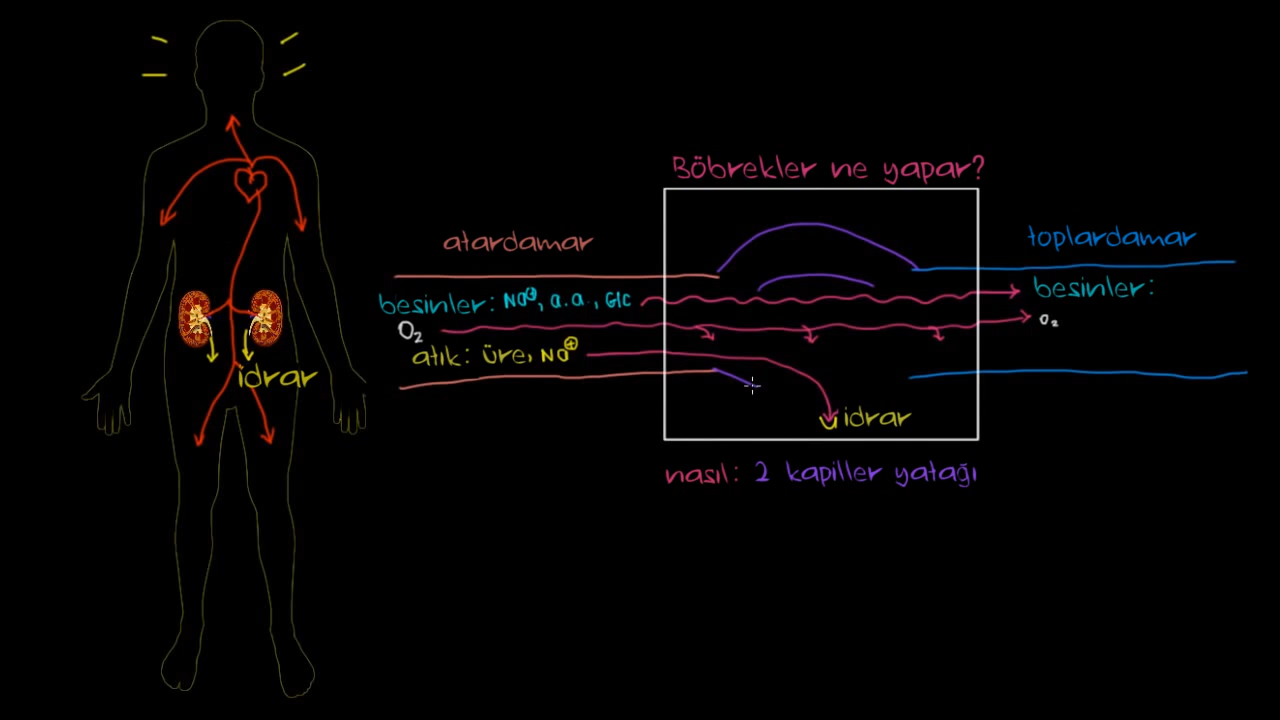 Böbrekler ne yapar?
atardamar
toplardamar
besinler: Na⊕, a.a., Glc
besinler:
O₂
O₂
atık: üre, Na⊕
idrar
idrar
nasıl: 2 kapiller yatağı